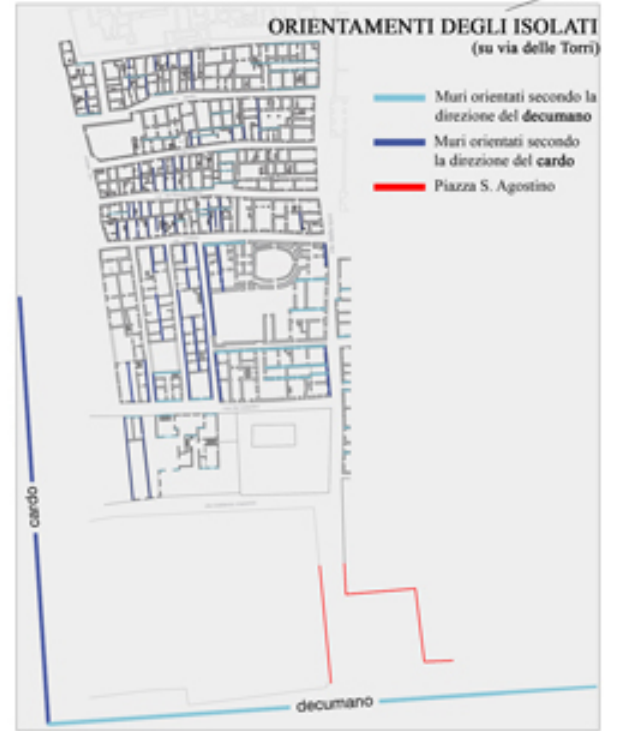 ORIENTAMENTI DEGLI ISOLATI
(su via delle Torri)
Muri orientati secondo la
direzione del decumano
Muri orientati secondo
la direzione del cardo
Piazza S. Agostino
cardo
decumano